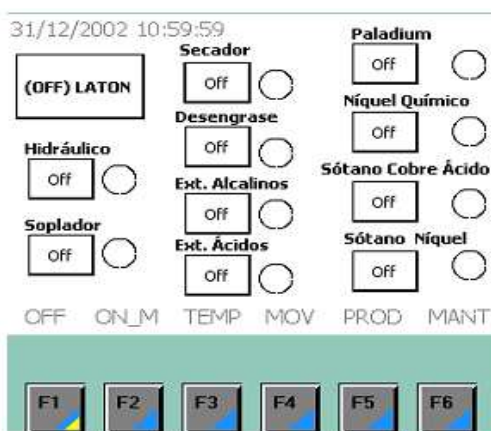 31/12/2002 10:59:59
(OFF) LATON
Hidráulico
Off
Soplador
Off
Secador
Off
Desengrase
Off
Ext. Alcalinos
Off
Ext. Ácidos
Off
Paladium
Off
Níquel Químico
Off
Sótano Cobre Ácido
Off
Sótano Níquel
Off
OFF ON_M TEMP MOV PROD MANT
F1 F2 F3 F4 F5 F6